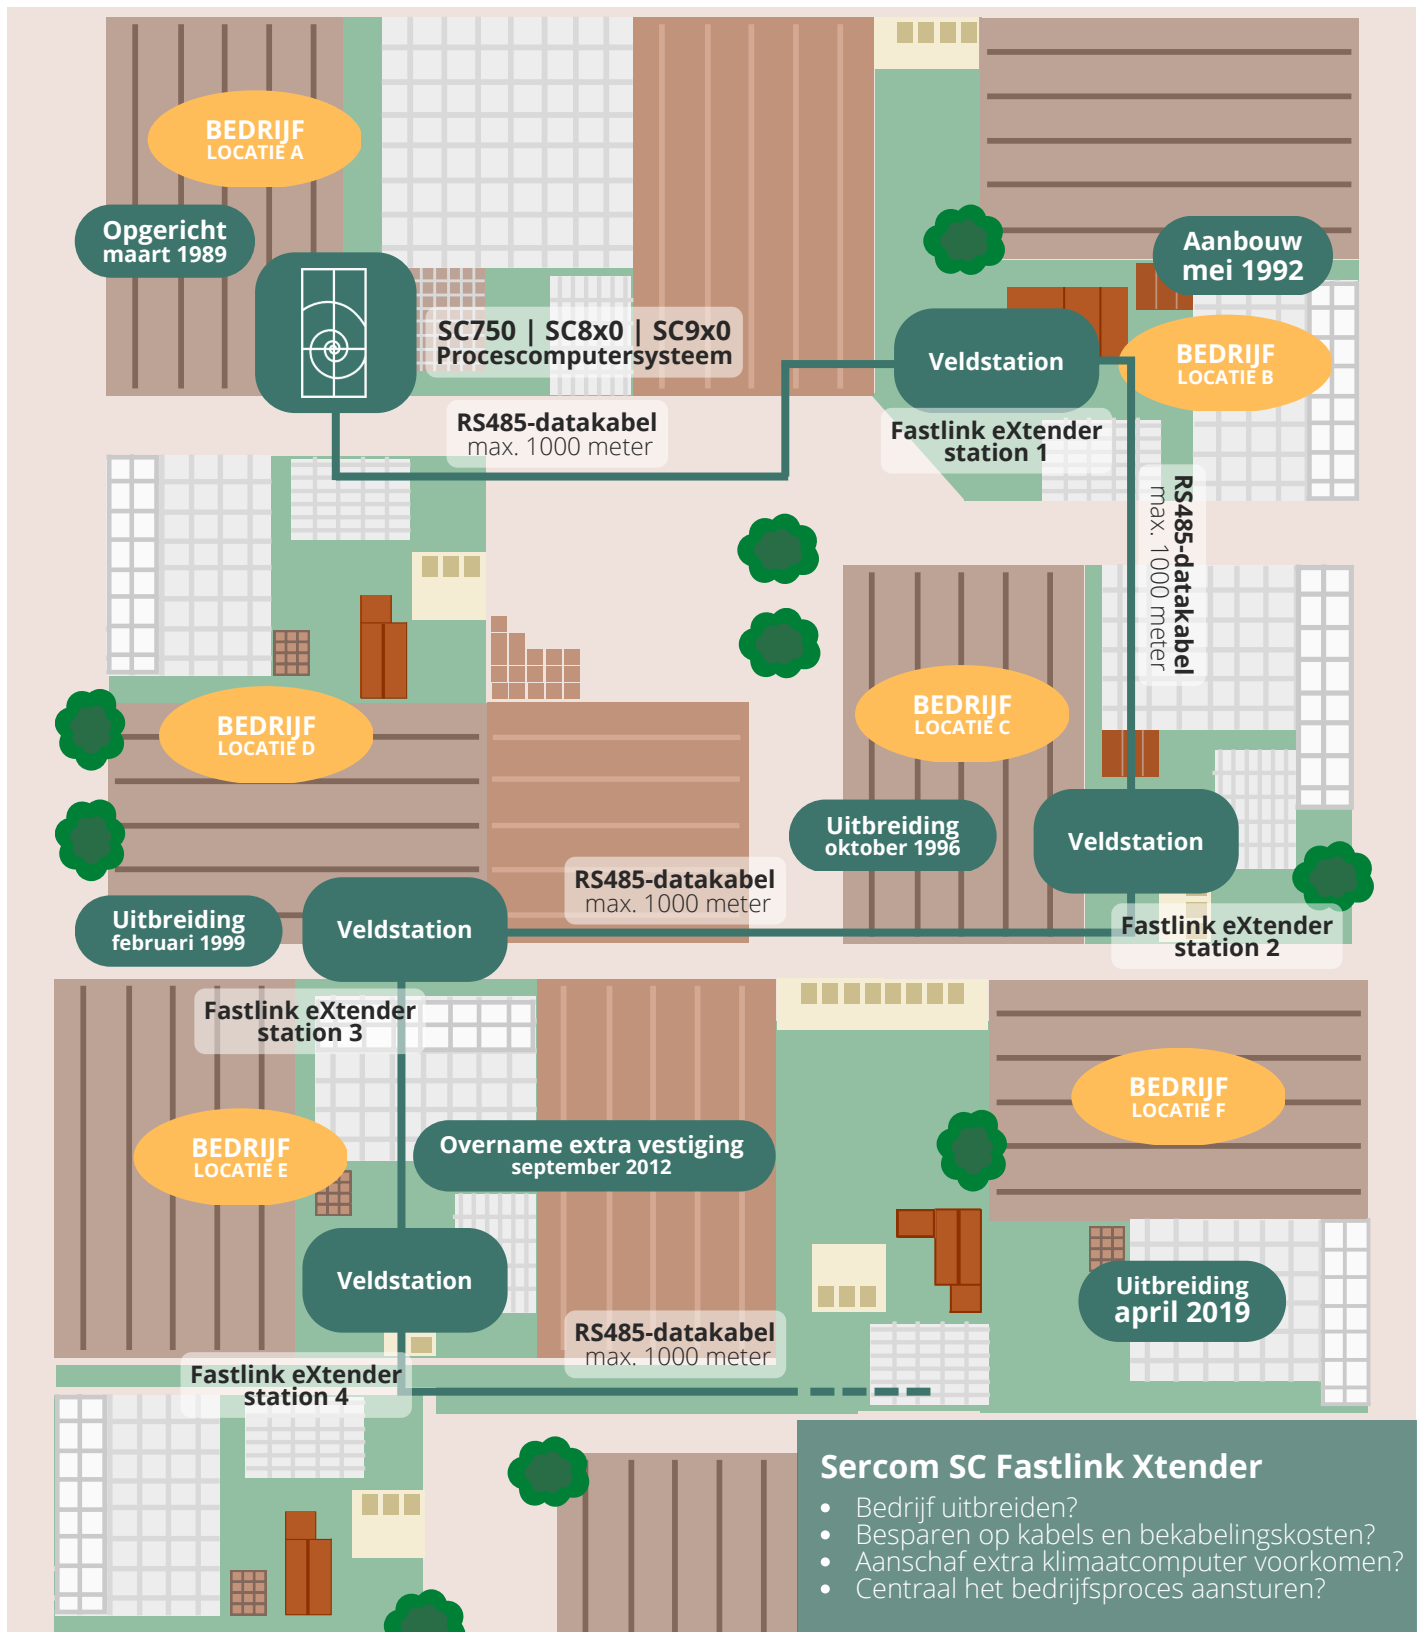 BEDRIJF
LOCATIE A
Opgericht
maart 1989
SC750 | SC8x0 | SC9x0
Procescomputersysteem
RS485-datakabel
max. 1000 meter
Aanbouw
mei 1992
Veldstation
BEDRIJF
LOCATIE B
Fastlink eXtender
station 1
RS485-datakabel
max. 1000 meter
BEDRIJF
LOCATIE C
Uitbreiding
oktober 1996
Veldstation
Fastlink eXtender
station 2
BEDRIJF
LOCATIE D
RS485-datakabel
max. 1000 meter
Uitbreiding
februari 1999
Veldstation
Fastlink eXtender
station 3
BEDRIJF
LOCATIE E
Overname extra vestiging
september 2012
Veldstation
Fastlink eXtender
station 4
RS485-datakabel
max. 1000 meter
BEDRIJF
LOCATIE F
Uitbreiding
april 2019
Sercom SC Fastlink Xtender
• Bedrijf uitbreiden?
• Besparen op kabels en bekabelingskosten?
• Aanschaf extra klimaatcomputer voorkomen?
• Centraal het bedrijfsproces aansturen?